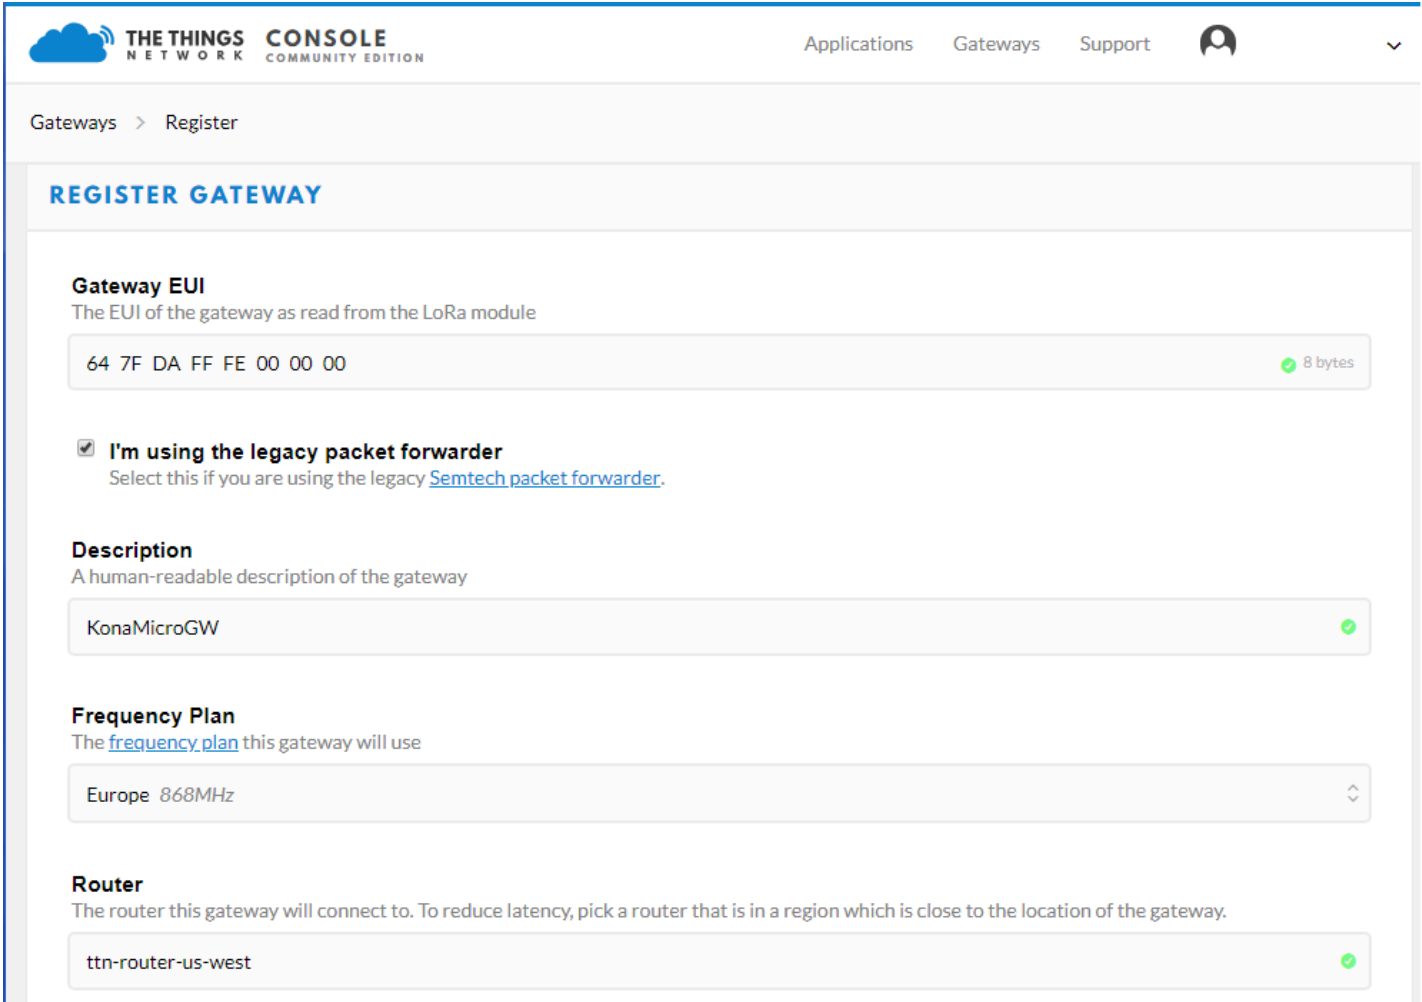 THE THINGS NETWORK CONSOLE COMMUNITY EDITION Applications Gateways Support
Gateways > Register
REGISTER GATEWAY
Gateway EUI
The EUI of the gateway as read from the LoRa module
64 7F DA FF FE 00 00 00 8 bytes
I'm using the legacy packet forwarder
Select this if you are using the legacy Semtech packet forwarder.
Description
A human-readable description of the gateway
KonaMicroGW
Frequency Plan
The frequency plan this gateway will use
Europe 868MHz
Router
The router this gateway will connect to. To reduce latency, pick a router that is in a region which is close to the location of the gateway.
ttn-router-us-west